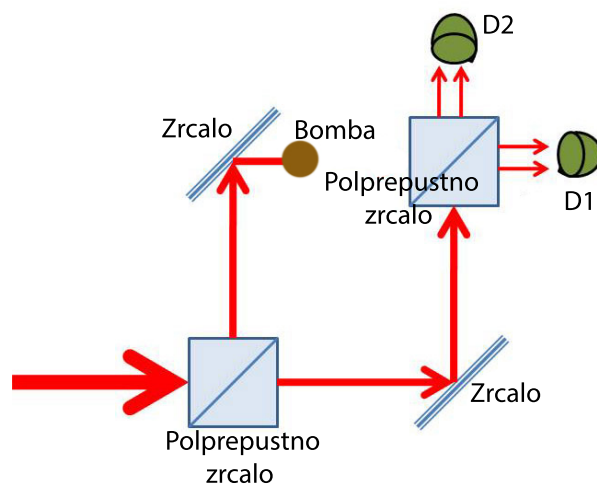 D2
Zrcalo
Bomba
Polprepustno
zrcalo
D1
Zrcalo
Polprepustno
zrcalo